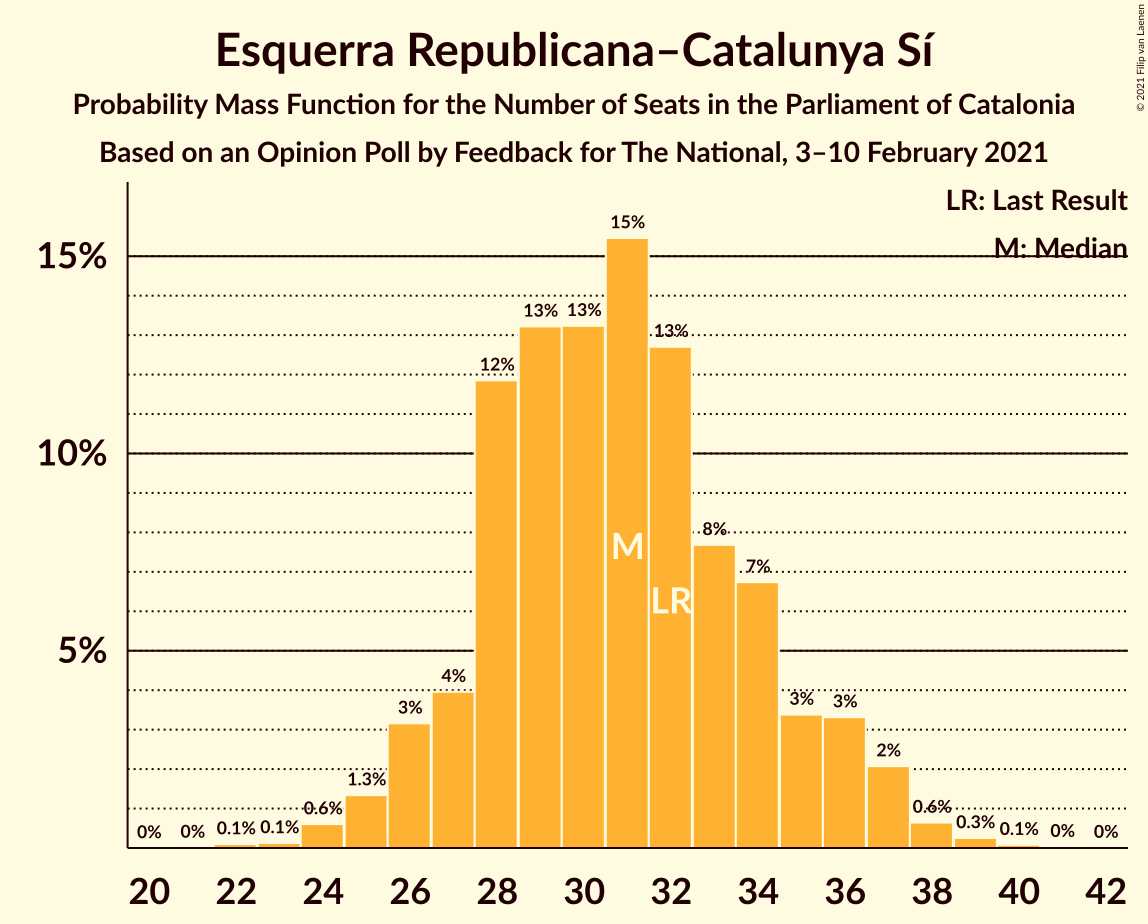 Esquerra Republicana–Catalunya Sí
Probability Mass Function for the Number of Seats in the Parliament of Catalonia
Based on an Opinion Poll by Feedback for The National, 3–10 February 2021
© 2021 Filip van Laenen
LR: Last Result
M: Median
15%
10%
5%
0%
0%
0.1%
0.1%
0.6%
1.3%
3%
4%
12%
13%
13%
15%
13%
8%
7%
3%
3%
2%
0.6%
0.3%
0.1%
0%
0%
M
LR
20 22 24 26 28 30 32 34 36 38 40 42